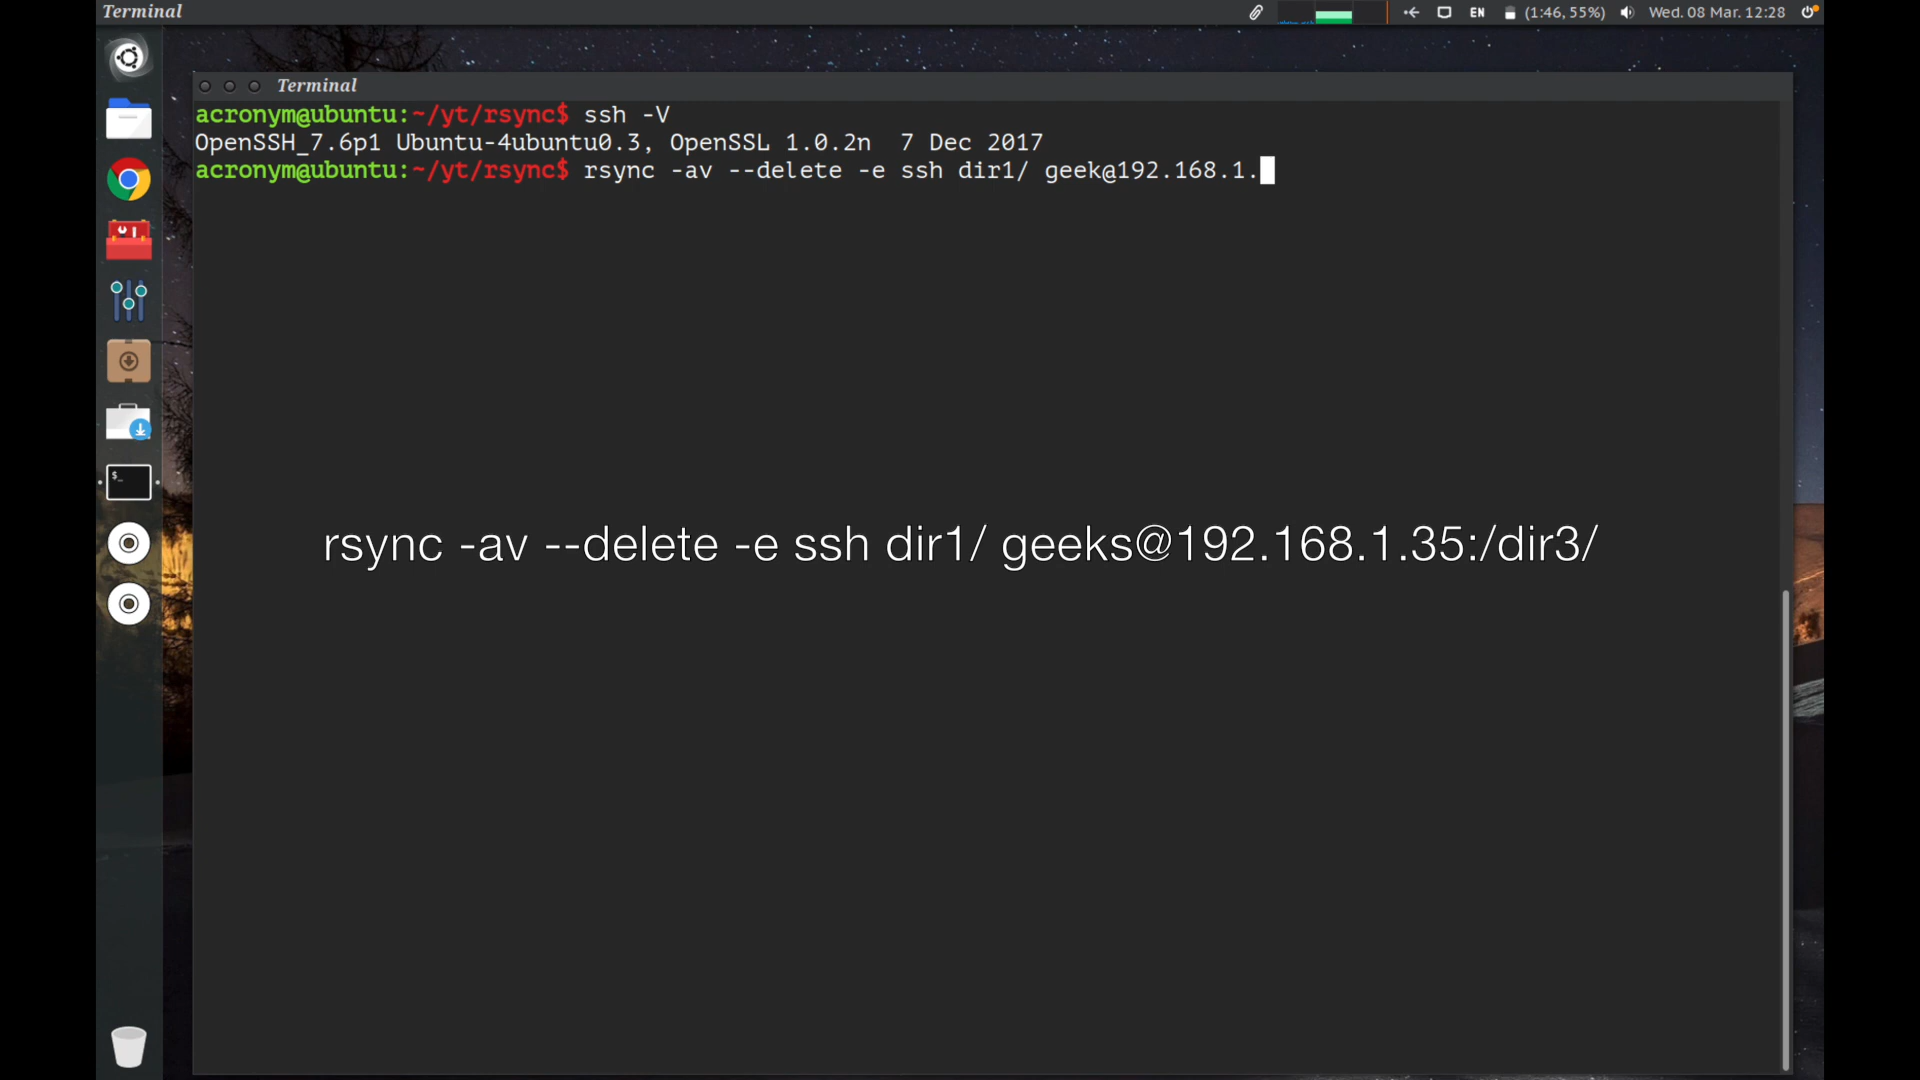 Terminal
EN (1:46, 55%) Wed. 08 Mar. 12:28
Terminal
acronym@ubuntu:~/yt/rsync$ ssh -V
OpenSSH_7.6p1 Ubuntu-4ubuntu0.3, OpenSSL 1.0.2n  7 Dec 2017
acronym@ubuntu:~/yt/rsync$ rsync -av --delete -e ssh dir1/ geek@192.168.1.
$_
rsync -av --delete -e ssh dir1/ geeks@192.168.1.35:/dir3/